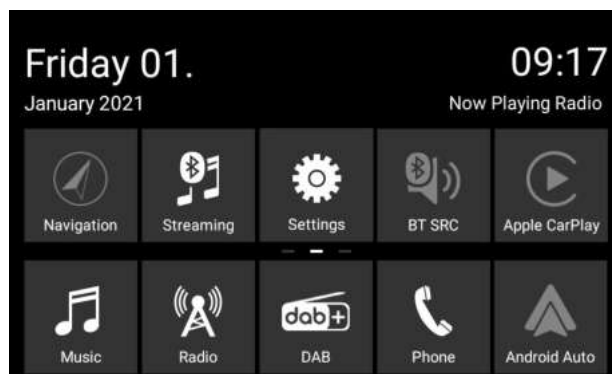 Friday 01.
09:17
January 2021
Now Playing Radio
Navigation
Streaming
Settings
BT SRC
Apple CarPlay
dab+
Music
Radio
DAB
Phone
Android Auto